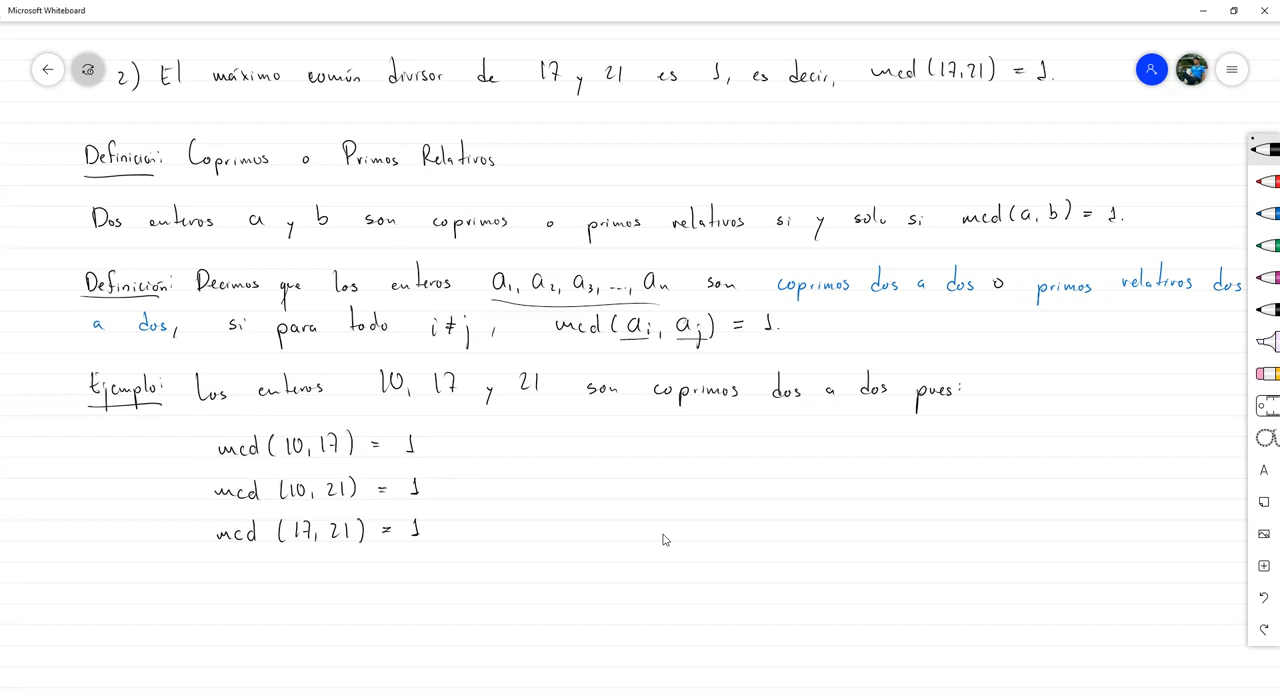 Microsoft Whiteboard
2) El máximo común divisor de 17 y 21 es 1, es decir, mcd(17,21) = 1.
Definición: Coprimos o Primos Relativos
Dos enteros a y b son coprimos o primos relativos si y solo si mcd(a, b) = 1.
Definición: Decimos que los enteros a₁, a₂, a₃, ..., aₙ son coprimos dos a dos o primos relativos dos
a dos, si para todo i ≠ j, mcd(aᵢ, aⱼ) = 1.
Ejemplo: Los enteros 10, 17 y 21 son coprimos dos a dos pues:
mcd(10,17) = 1
mcd (10, 21) = 1
mcd (17, 21) = 1